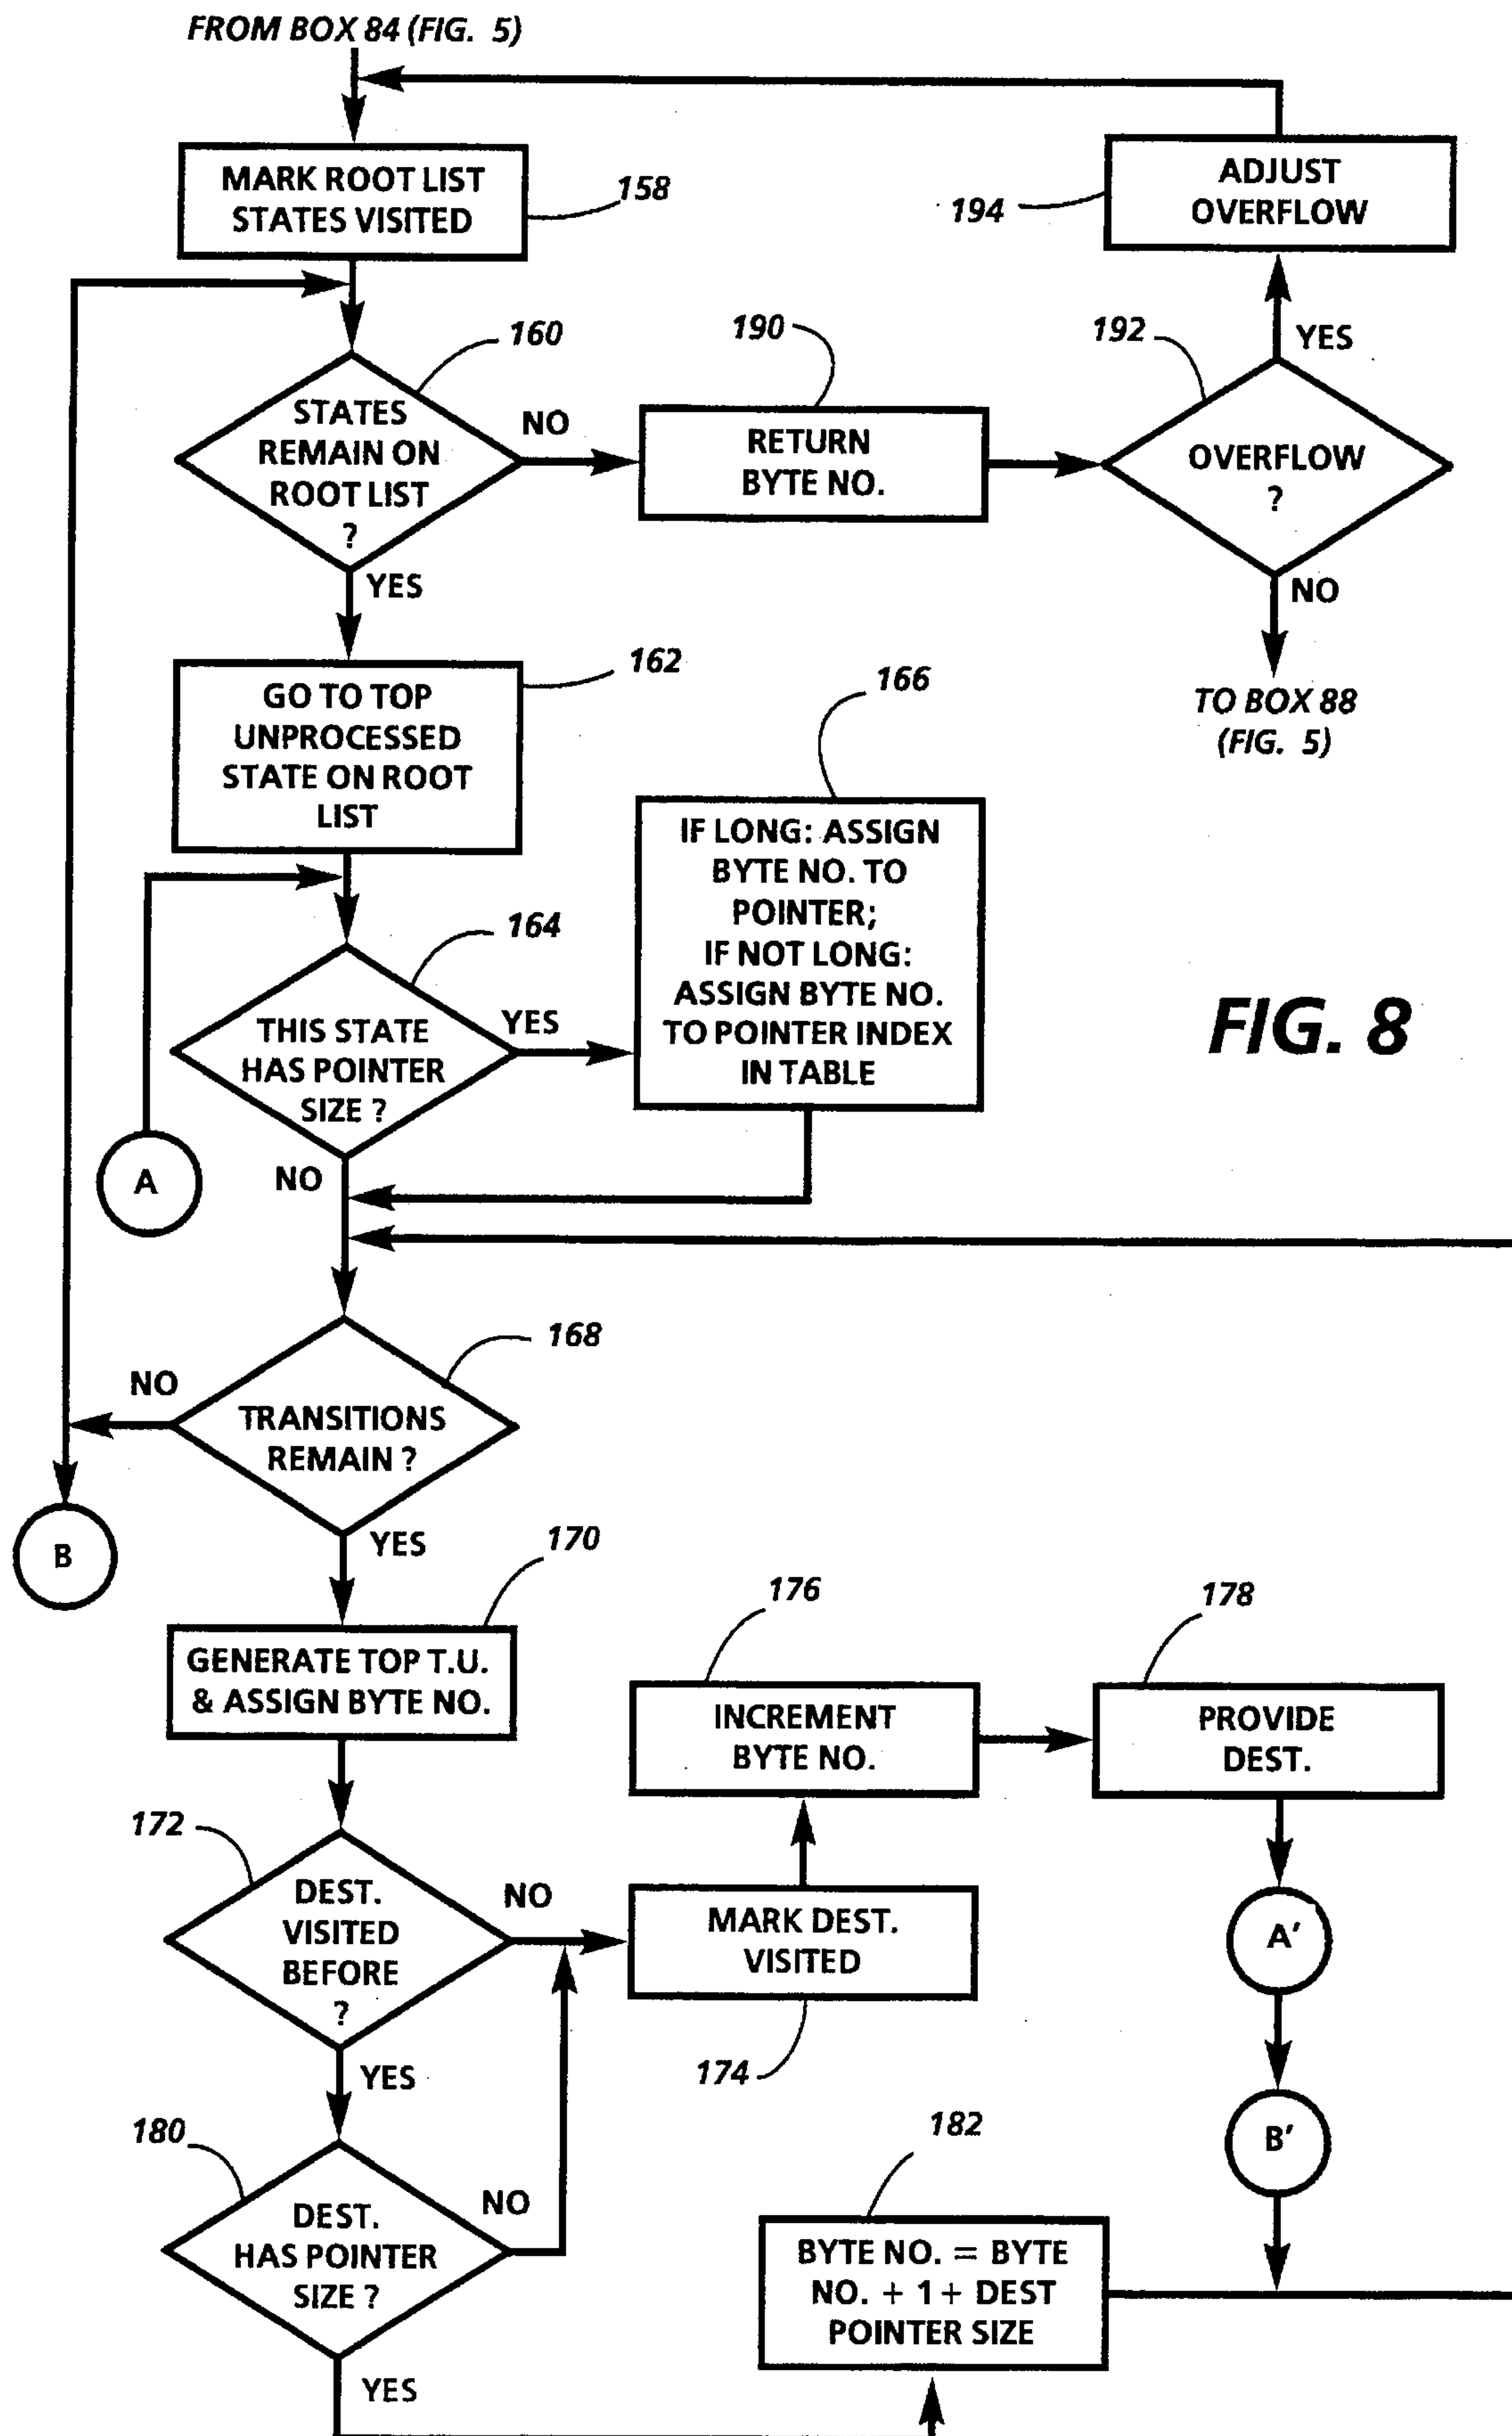 FROM BOX 84 (FIG. 5)
MARK ROOT LIST
STATES VISITED
158
ADJUST
OVERFLOW
194
160
STATES
REMAIN ON
ROOT LIST
?
NO
190
RETURN
BYTE NO.
192
YES
OVERFLOW
?
NO
TO BOX 88
(FIG. 5)
YES
162
GO TO TOP
UNPROCESSED
STATE ON ROOT
LIST
166
IF LONG: ASSIGN
BYTE NO. TO
POINTER;
IF NOT LONG:
ASSIGN BYTE NO.
TO POINTER INDEX
IN TABLE
FIG. 8
164
THIS STATE
HAS POINTER
SIZE ?
YES
A
NO
168
NO
TRANSITIONS
REMAIN ?
B
YES
170
GENERATE TOP T.U.
& ASSIGN BYTE NO.
176
INCREMENT
BYTE NO.
178
PROVIDE
DEST.
172
DEST.
VISITED
BEFORE
?
NO
MARK DEST.
VISITED
174
A'
YES
B'
180
DEST.
HAS POINTER
SIZE ?
NO
182
BYTE NO. = BYTE
NO. + 1 + DEST
POINTER SIZE
YES